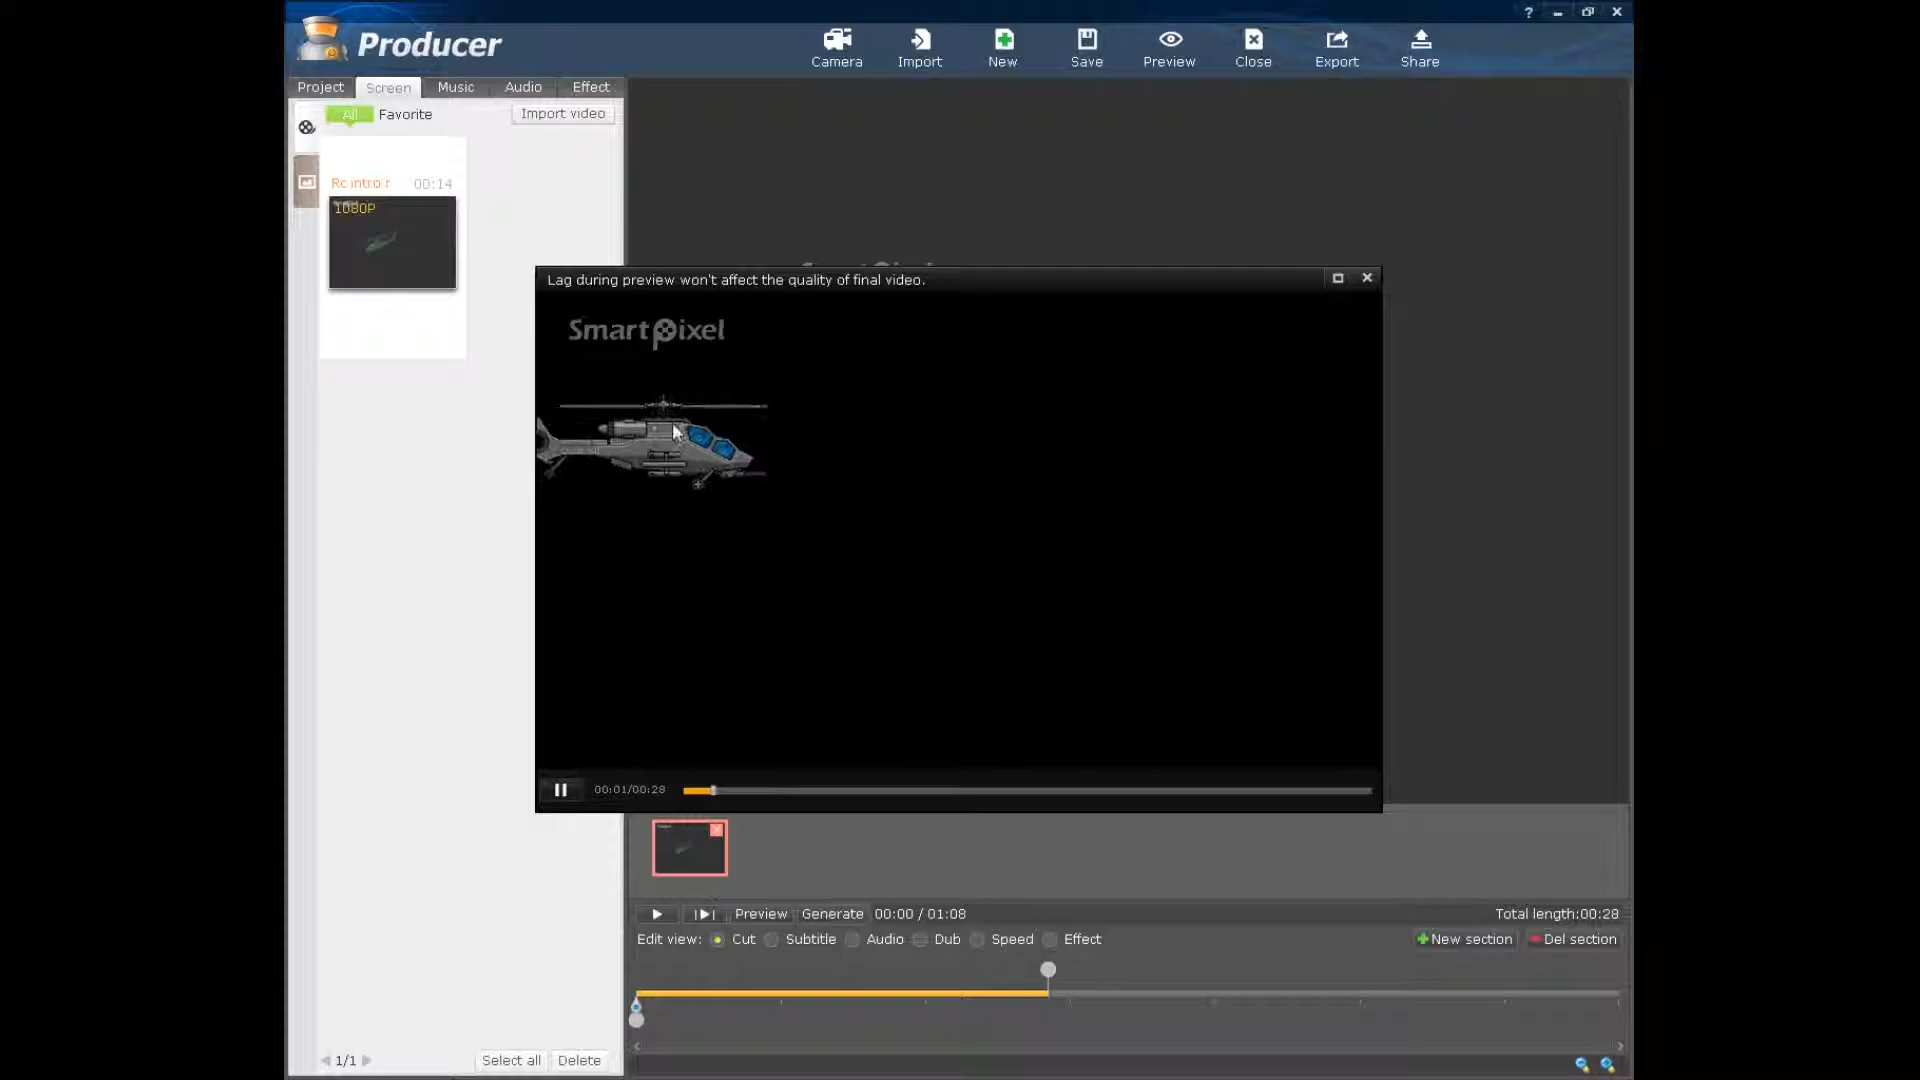 ?
Producer
Camera Import New Save Preview Close Export Share
Project Screen Music Audio Effect
All Favorite Import video
Rc intro r 00:14
1080P
Lag during preview won't affect the quality of final video.
Smartpixel
00:01/00:28
Preview Generate 00:00 / 01:08 Total length:00:28
Edit view: Cut Subtitle Audio Dub Speed Effect New section Del section
1/1 Select all Delete